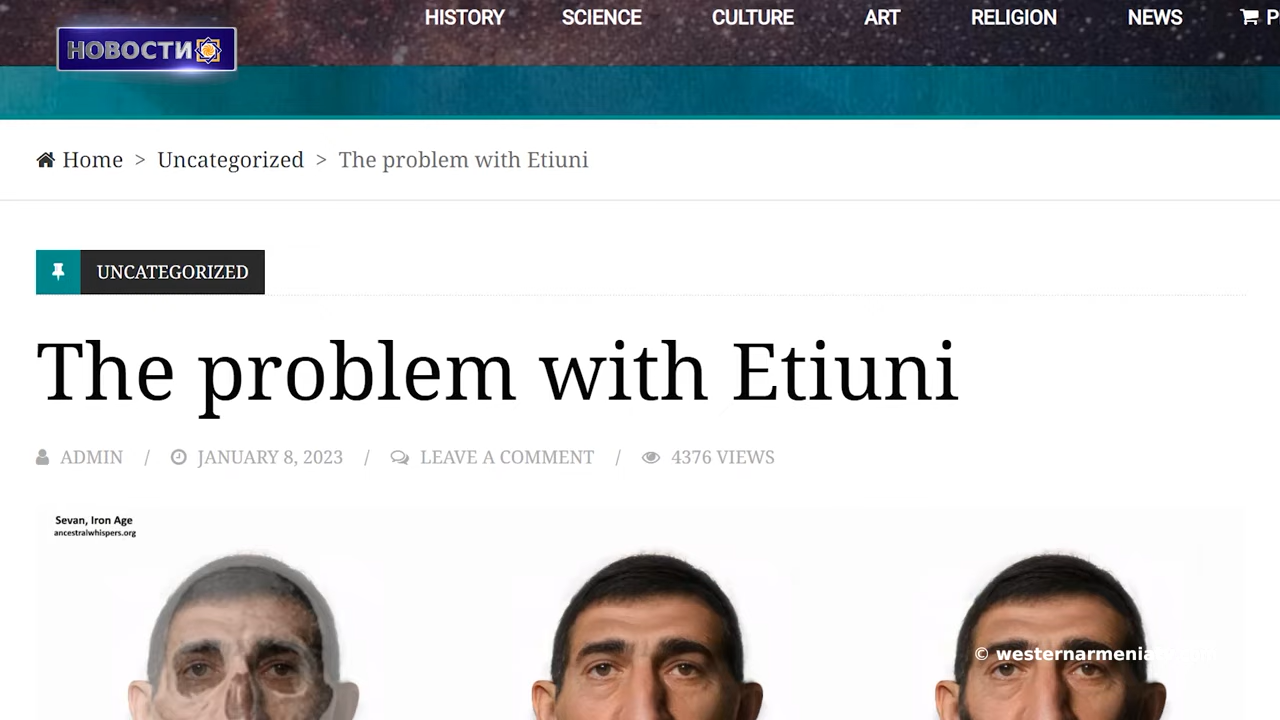 HISTORY SCIENCE CULTURE ART RELIGION NEWS P
НОВОСТИ
Home > Uncategorized > The problem with Etiuni
UNCATEGORIZED
The problem with Etiuni
ADMIN / JANUARY 8, 2023 / LEAVE A COMMENT / 4376 VIEWS
Sevan, Iron Age
ancestralwhispers.org
© westernarmenia